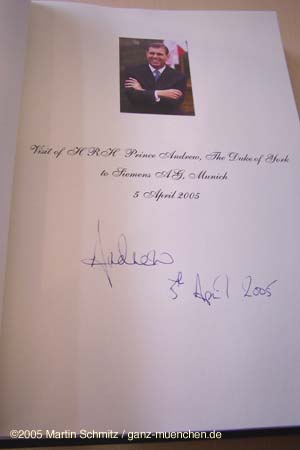 Visit of H R H Prince Andrew, The Duke of York
to Siemens AG, Munich
5 April 2005
Andrew
5th April 2005
©2005 Martin Schmitz / ganz-muenchen.de